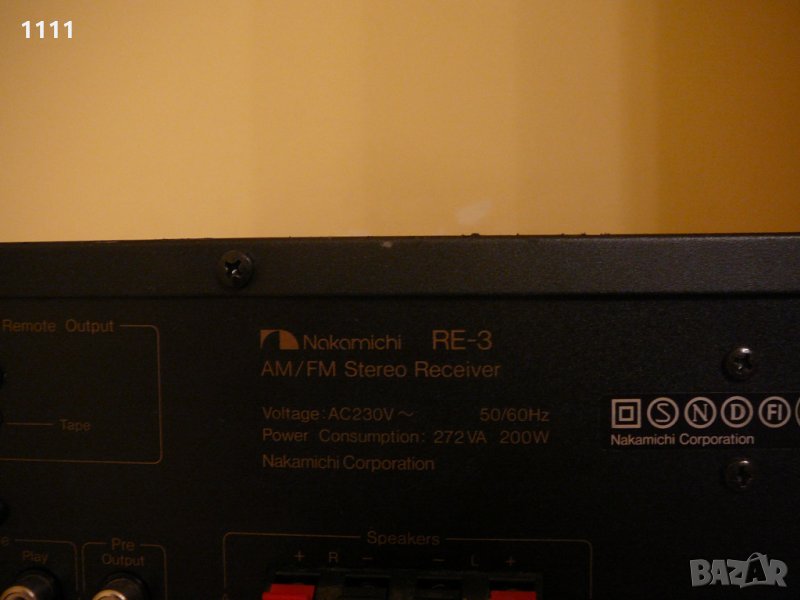 1111
Remote Output
Tape
Nakamichi RE-3
AM/FM Stereo Receiver
Voltage: AC230V ~ 50/60Hz
Power Consumption: 272VA 200W
Nakamichi Corporation
S N D FI
Nakamichi Corporation
Play
Pre
Output
Speakers
+ R - - L +
BAZAR